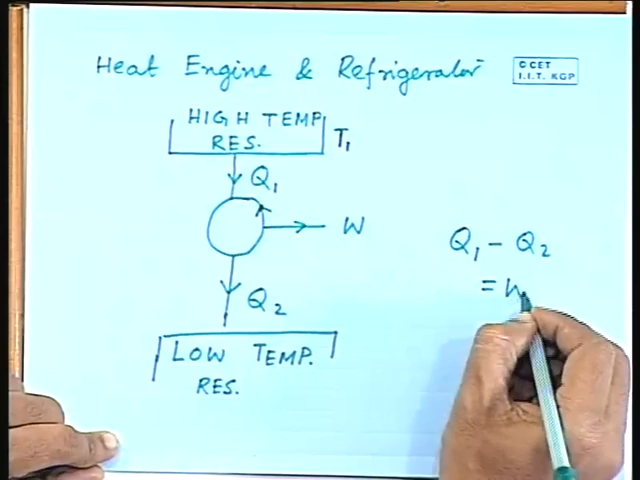 Heat Engine & Refrigerator
© CET
I.I.T. KGP
HIGH TEMP
RES.
T₁
Q₁
W
Q₂
LOW TEMP.
RES.
Q₁ - Q₂
= W